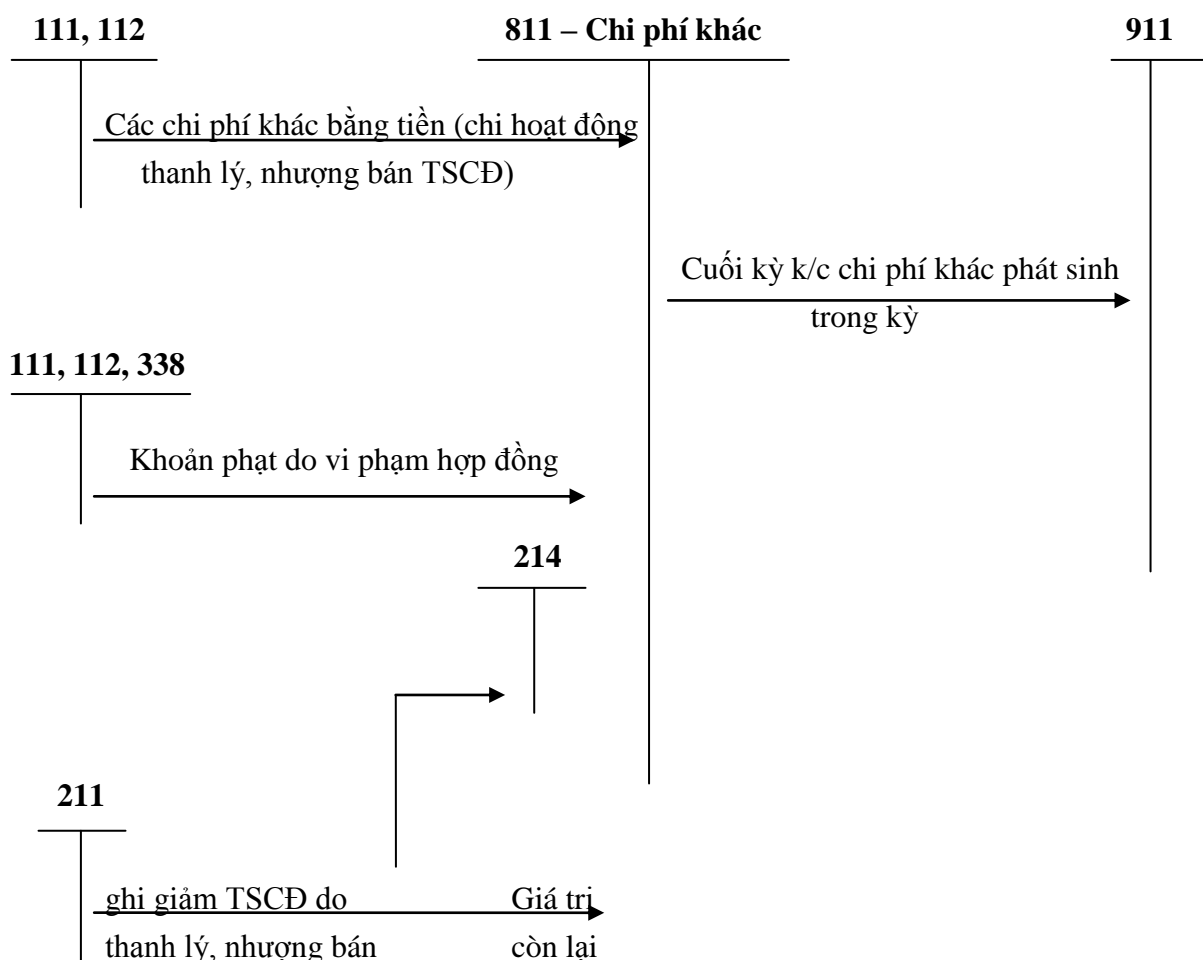 111, 112
811 – Chi phí khác
911
Các chi phí khác bằng tiền (chi hoạt động
thanh lý, nhượng bán TSCĐ)
Cuối kỳ k/c chi phí khác phát sinh
trong kỳ
111, 112, 338
Khoản phạt do vi phạm hợp đồng
214
211
ghi giảm TSCĐ do
thanh lý, nhượng bán
Giá trị
còn lại